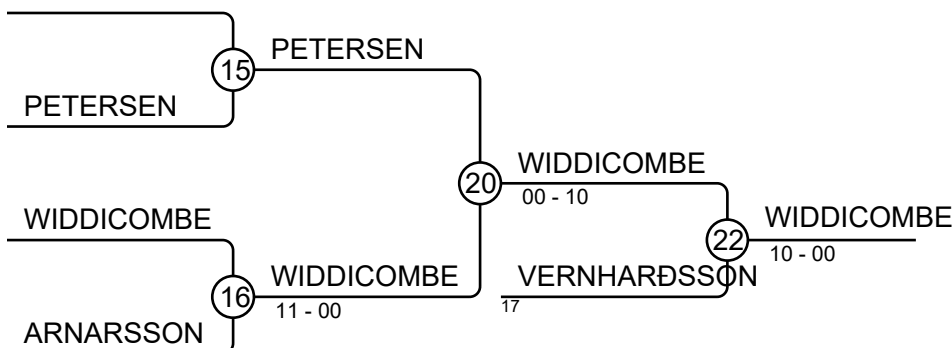 PETERSEN
15
PETERSEN
WIDDICOMBE
20
00 - 10
WIDDICOMBE
WIDDICOMBE
22
10 - 00
WIDDICOMBE
16
11 - 00
VERNHARÐSSON
17
ARNARSSON